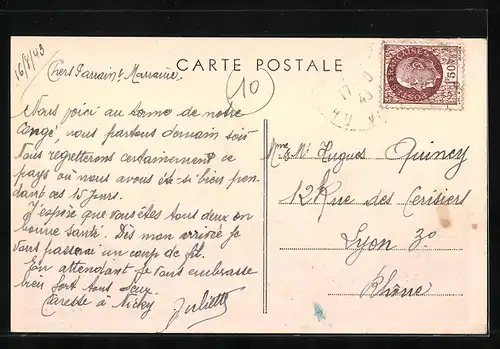 16/8/43
CARTE POSTALE
10
Chers Parrain & Marraine
Nous voici au terme de notre
congé, nous partons demain soir
Nous regretterons certainement ce
pays où nous avons été si bien pen-
dant ces 15 jours.
J'espère que vous êtes tous deux en
bonne santé. Dès mon arrivée je
vous passerai un coup de fil.
En attendant je vous embrasse
bien fort tous deux.
Caresse à Nicky
Juliette
Mme & Mr Hugues Quincy
12 Rue des Cerisiers
Lyon 3º
Rhône
17
43
1F50